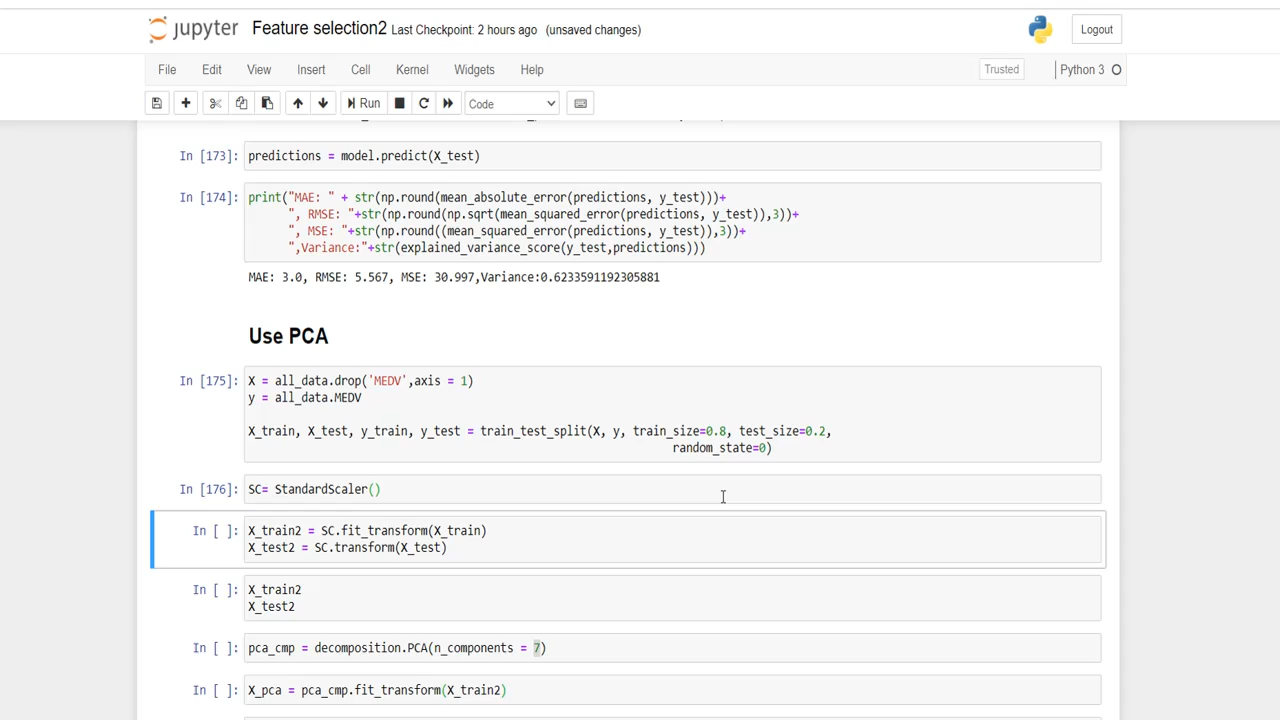 jupyter Feature selection2 Last Checkpoint: 2 hours ago (unsaved changes) Logout
File Edit View Insert Cell Kernel Widgets Help Trusted Python 3
Run Code
In [173]: predictions = model.predict(X_test)
In [174]: print("MAE: " + str(np.round(mean_absolute_error(predictions, y_test)))+
", RMSE: "+str(np.round(np.sqrt(mean_squared_error(predictions, y_test)),3))+
", MSE: "+str(np.round((mean_squared_error(predictions, y_test)),3))+
",Variance:"+str(explained_variance_score(y_test,predictions)))
MAE: 3.0, RMSE: 5.567, MSE: 30.997,Variance:0.6233591192305881
Use PCA
In [175]: X = all_data.drop('MEDV',axis = 1)
y = all_data.MEDV
X_train, X_test, y_train, y_test = train_test_split(X, y, train_size=0.8, test_size=0.2,
random_state=0)
In [176]: SC= StandardScaler()
In [ ]: X_train2 = SC.fit_transform(X_train)
X_test2 = SC.transform(X_test)
In [ ]: X_train2
X_test2
In [ ]: pca_cmp = decomposition.PCA(n_components = 7)
In [ ]: X_pca = pca_cmp.fit_transform(X_train2)